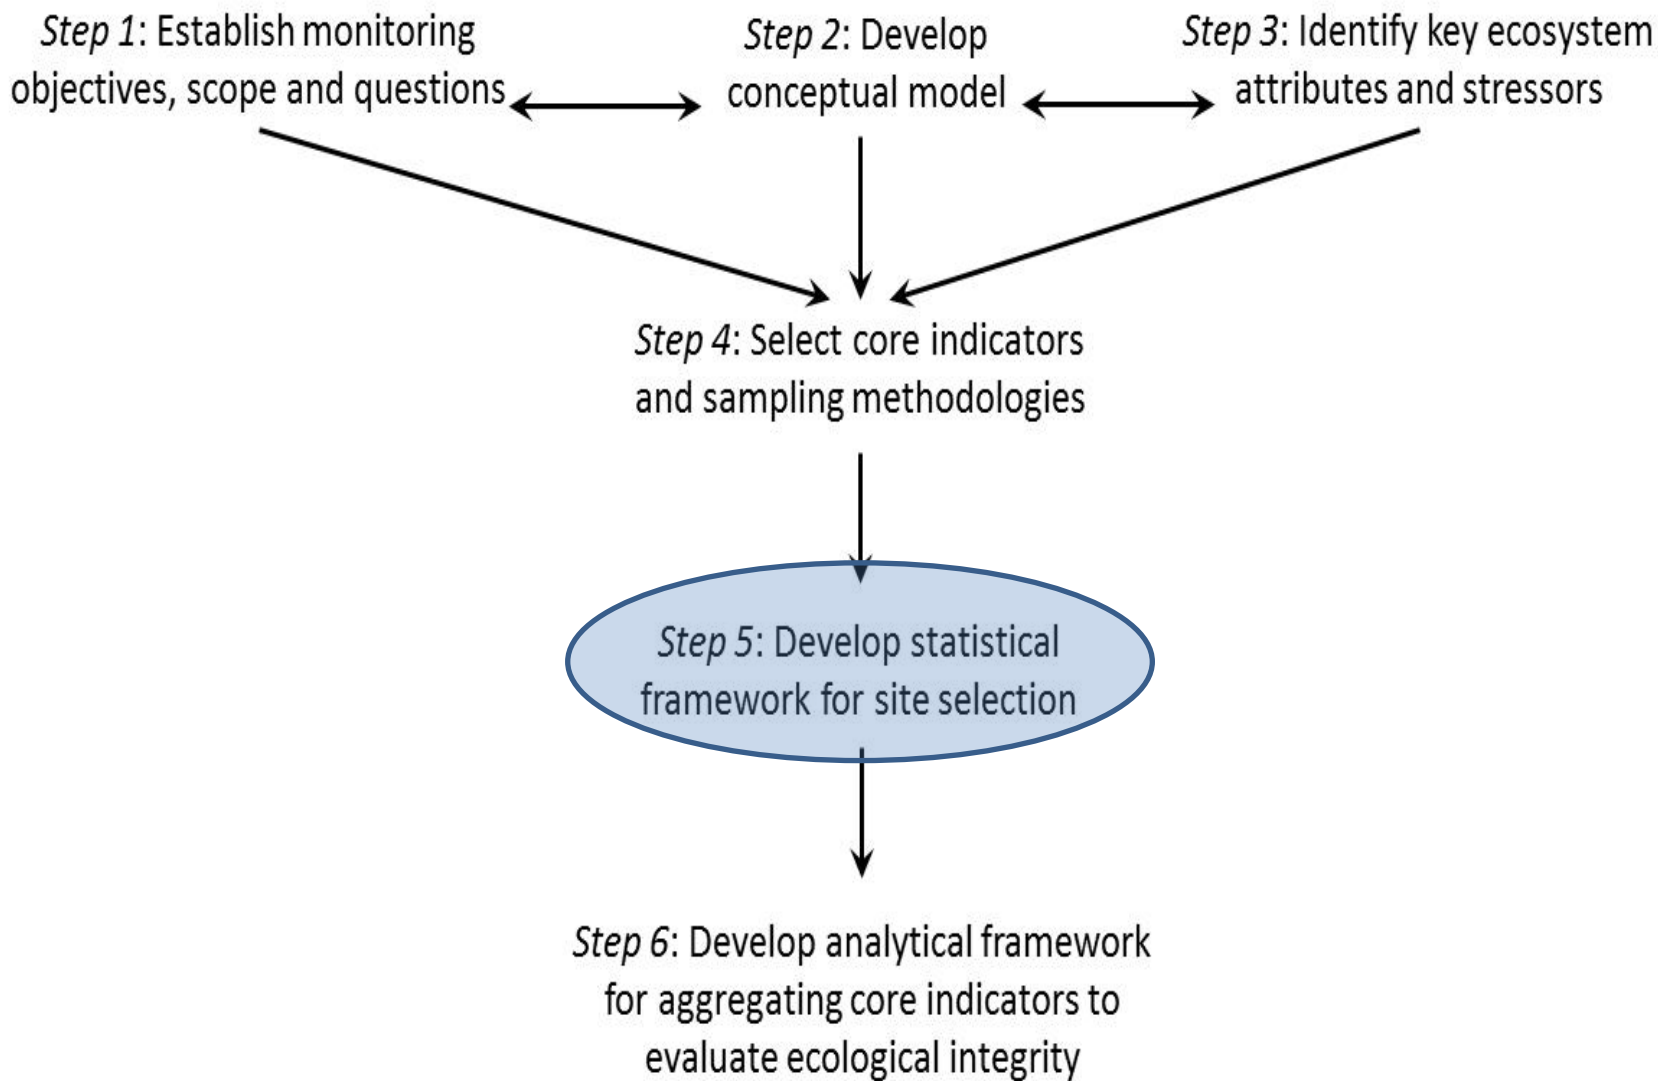 Step 1: Establish monitoring
objectives, scope and questions
Step 2: Develop
conceptual model
Step 3: Identify key ecosystem
attributes and stressors
Step 4: Select core indicators
and sampling methodologies
Step 5: Develop statistical
framework for site selection
Step 6: Develop analytical framework
for aggregating core indicators to
evaluate ecological integrity